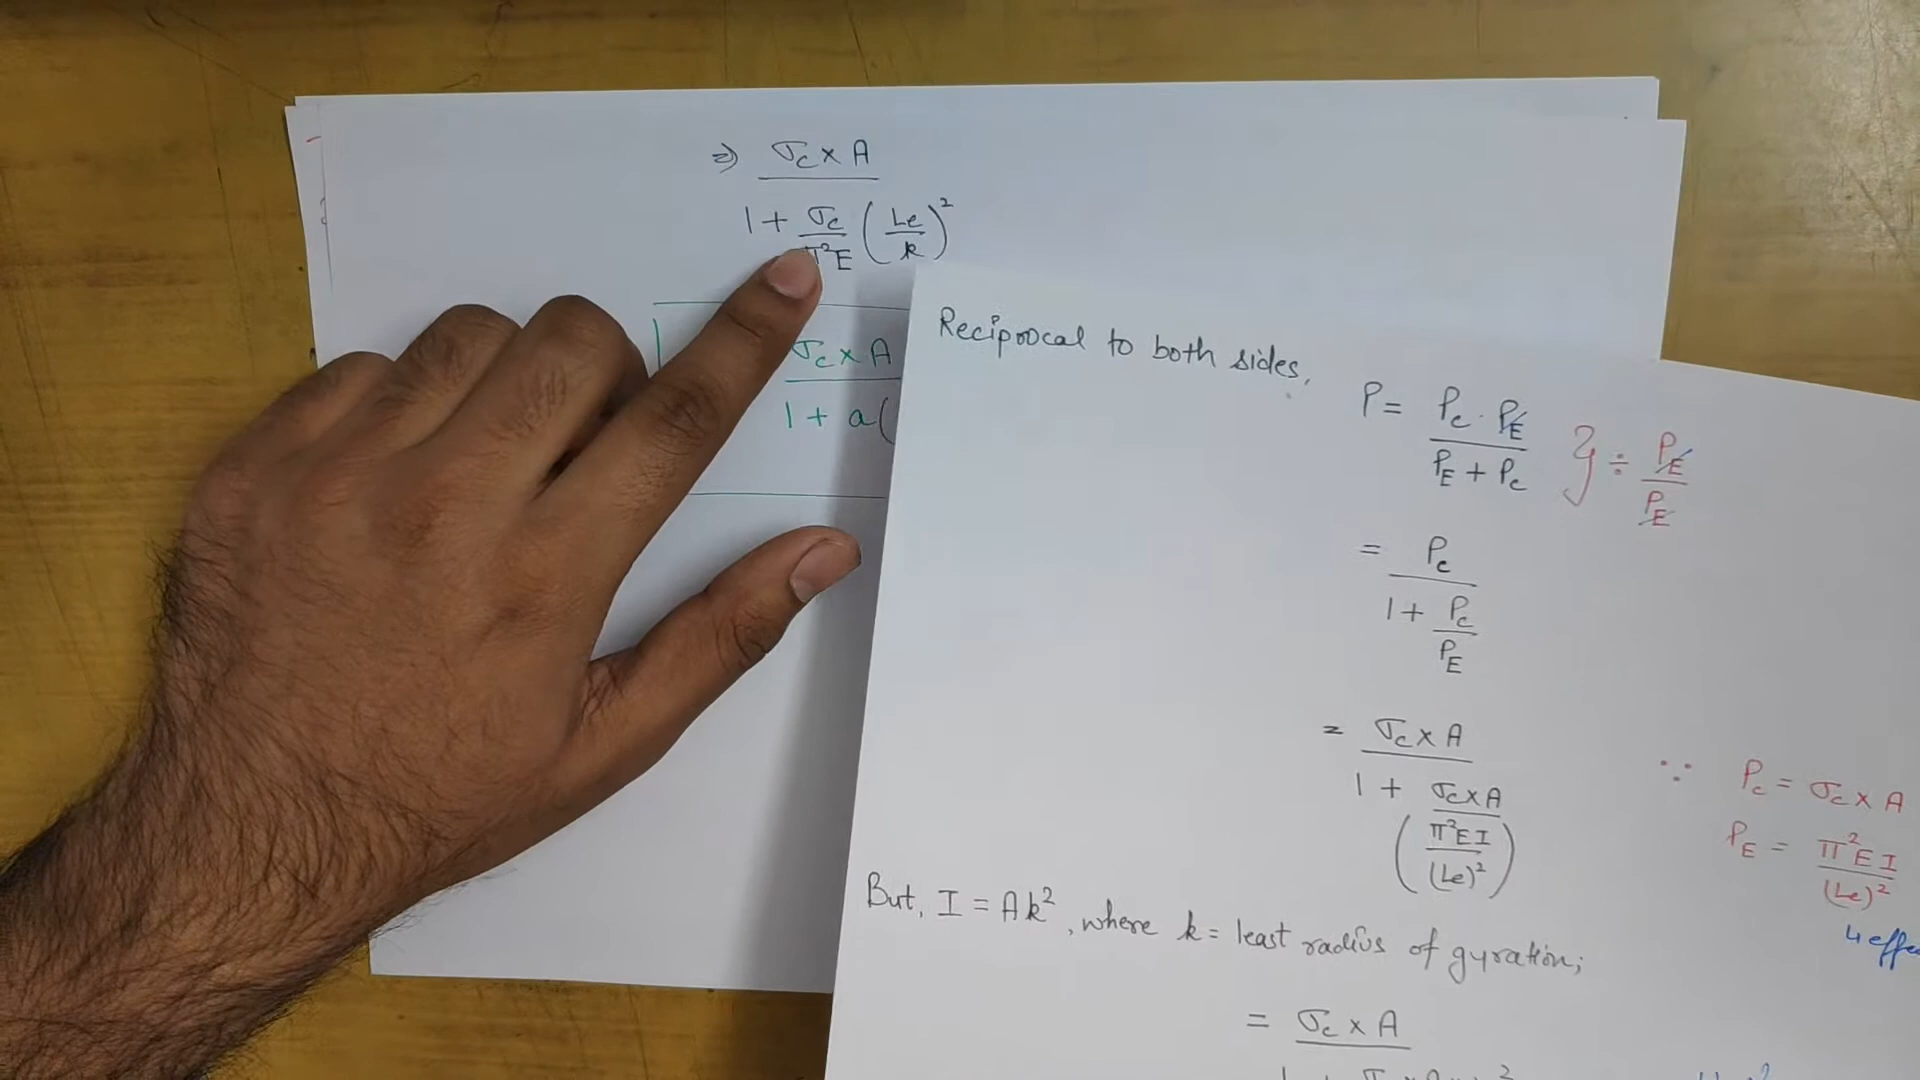 ⇒ σc × A
1 + σc/π²E (Le/k)²
σc × A
1 + a(
Reciprocal to both sides,
P = Pc · PE / PE + Pc } ÷ PE / PE
= Pc / 1 + Pc/PE
= σc × A / 1 + σc×A / (π²EI / (Le)²)
∵ Pc = σc × A
PE = π²EI / (Le)²
↳ effe
But, I = Ak², where k = least radius of gyration;
= σc × A